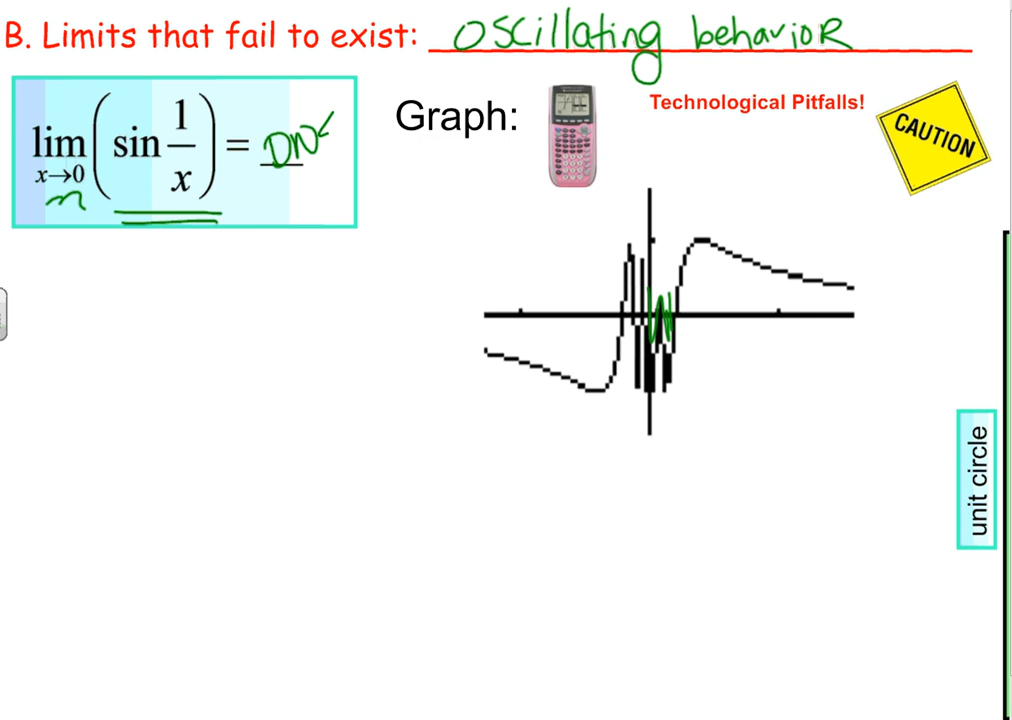 B. Limits that fail to exist: Oscillating behavior
lim x→0 (sin 1/x) = DNE
Graph:
Technological Pitfalls!
CAUTION
unit circle